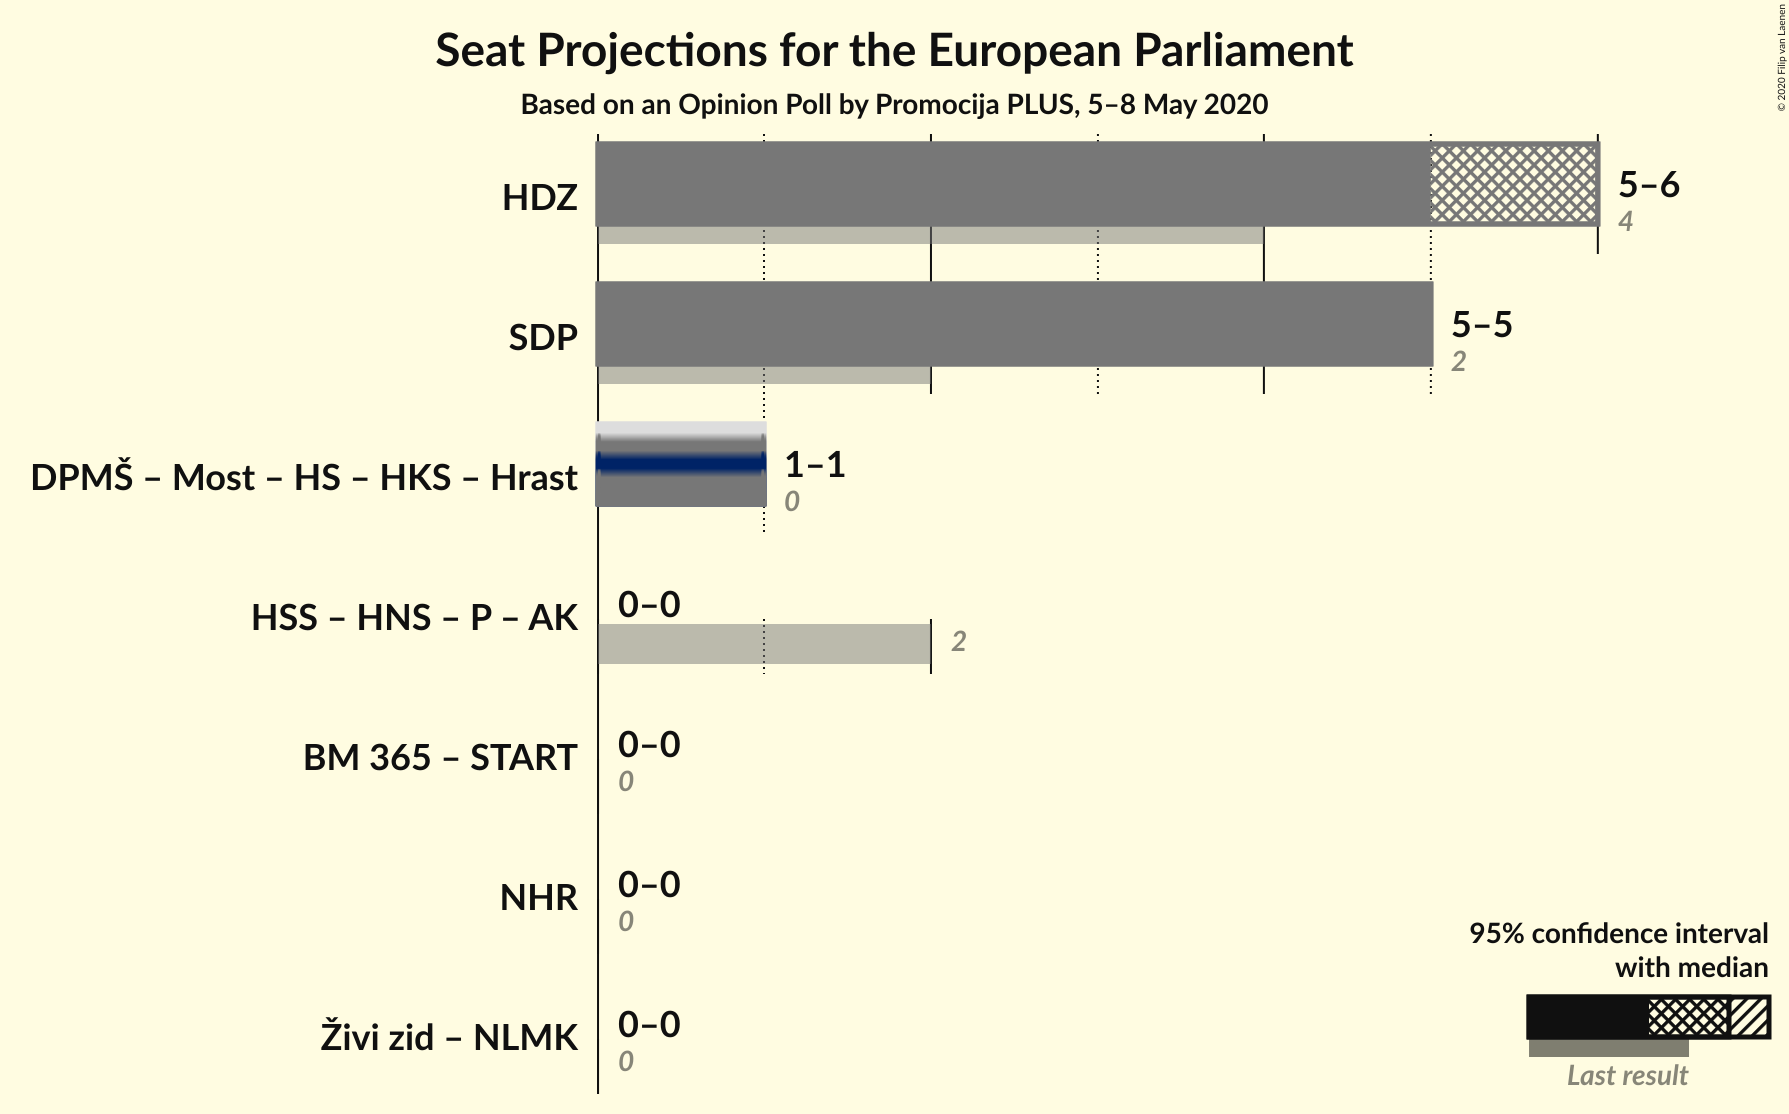 Seat Projections for the European Parliament
Based on an Opinion Poll by Promocija PLUS, 5–8 May 2020
© 2020 Filip van Laenen
HDZ
5–6
4
SDP
5–5
2
DPMŠ – Most – HS – HKS – Hrast
1–1
0
HSS – HNS – P – AK
0–0
2
BM 365 – START
0–0
0
NHR
0–0
0
Živi zid – NLMK
0–0
0
95% confidence interval
with median
Last result